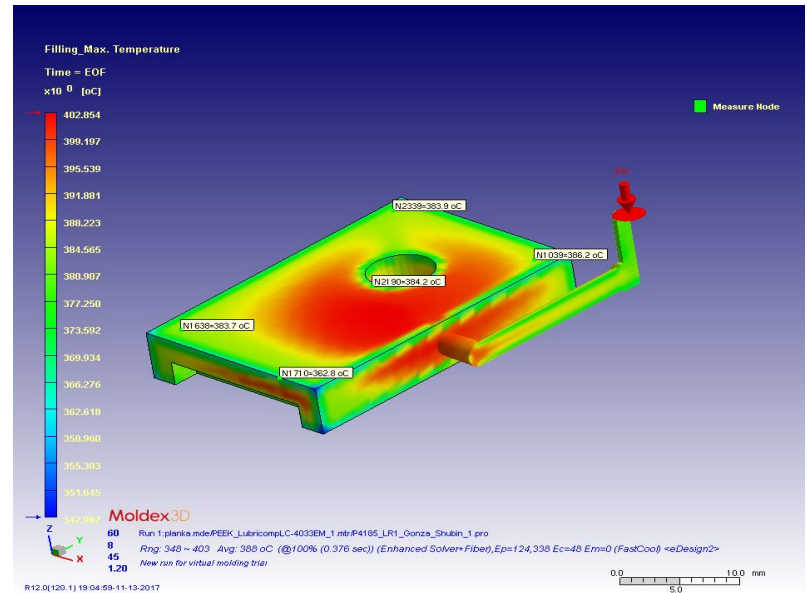 Filling_Max. Temperature
Time = EOF
x10 0 [oC]
402.854
399.197
395.539
391.881
388.223
384.565
380.907
377.250
373.592
369.934
366.276
362.618
358.960
355.303
351.645
347.987
Measure Node
N2339=383.9 oC
N1039=386.2 oC
N2190=384.2 oC
N1638=383.7 oC
N1710=362.8 oC
Moldex3D
Z
Y
X
60
8
45
1.20
Run 1:planka.mde/PEEK_LubricompLC-4033EM_1.mtr/P4185_LR1_Gonza_Shubin_1.pro
Rng: 348 ~ 403 Avg: 388 oC (@100% (0.376 sec)) (Enhanced Solver+Fiber),Ep=124,338 Ec=48 Em=0 (FastCool) <eDesign2>
New run for virtual molding trial
0.0
10.0 mm
5.0
R12.0(120.1) 19:04:59-11-13-2017